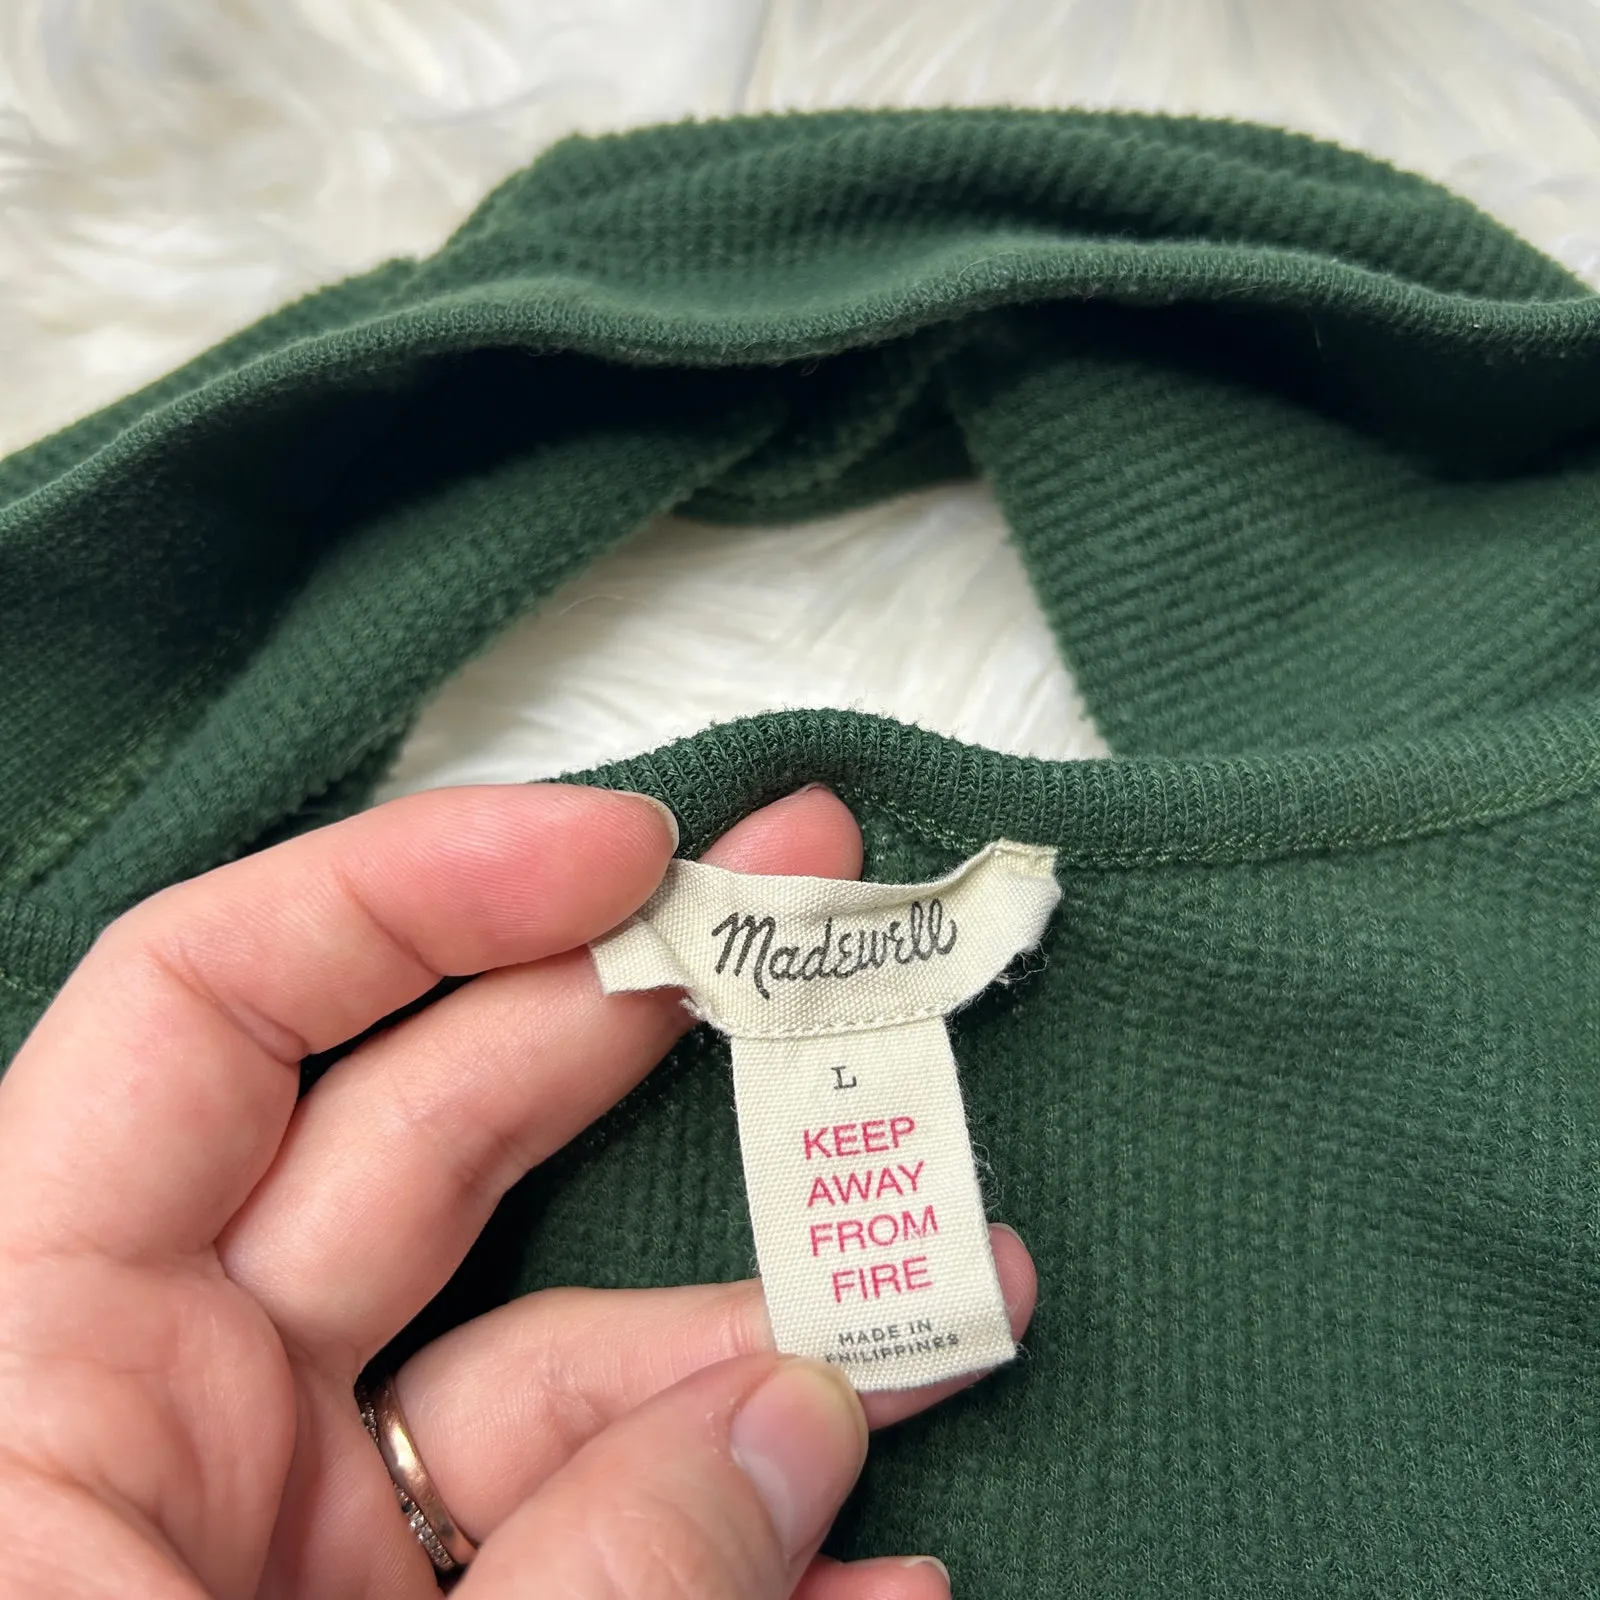 Madewell
L
KEEP
AWAY
FROM
FIRE
MADE IN
PHILIPPINES